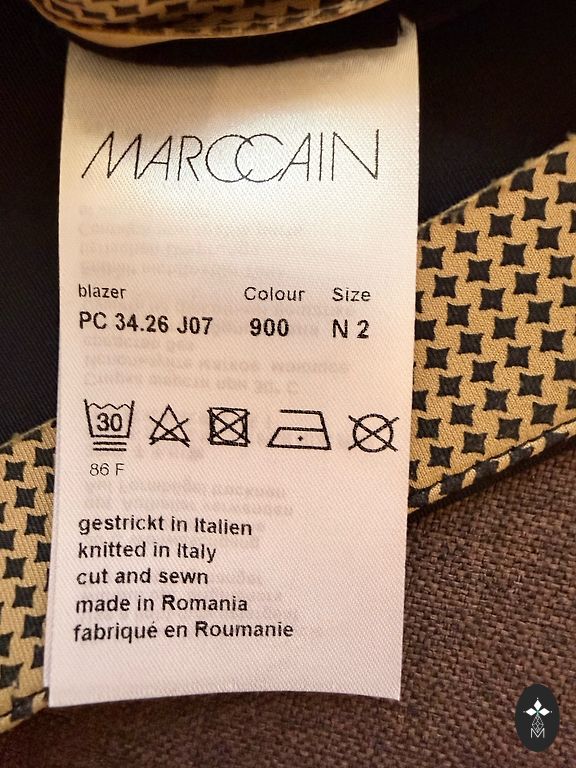 MARCCAIN
blazer Colour Size
PC 34.26 J07 900 N 2
30
86 F
gestrickt in Italien
knitted in Italy
cut and sewn
made in Romania
fabriqué en Roumanie
M